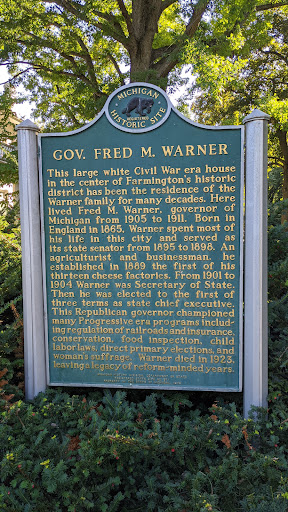 MICHIGAN
REGISTERED
HISTORIC SITE
GOV. FRED M. WARNER
This large white Civil War era house
in the center of Farmington's historic
district has been the residence of the
Warner family for many decades. Here
lived Fred M. Warner, governor of
Michigan from 1905 to 1911. Born in
England in 1865, Warner spent most of
his life in this city and served as
its state senator from 1895 to 1898. An
agriculturist and businessman, he
established in 1889 the first of his
thirteen cheese factories. From 1901 to
1904 Warner was Secretary of State.
Then he was elected to the first of
three terms as state chief executive.
This Republican governor championed
many Progressive era programs includ-
ing regulation of railroads and insurance,
conservation, food inspection, child
labor laws, direct primary elections, and
woman's suffrage. Warner died in 1923,
leaving a legacy of reform-minded years.